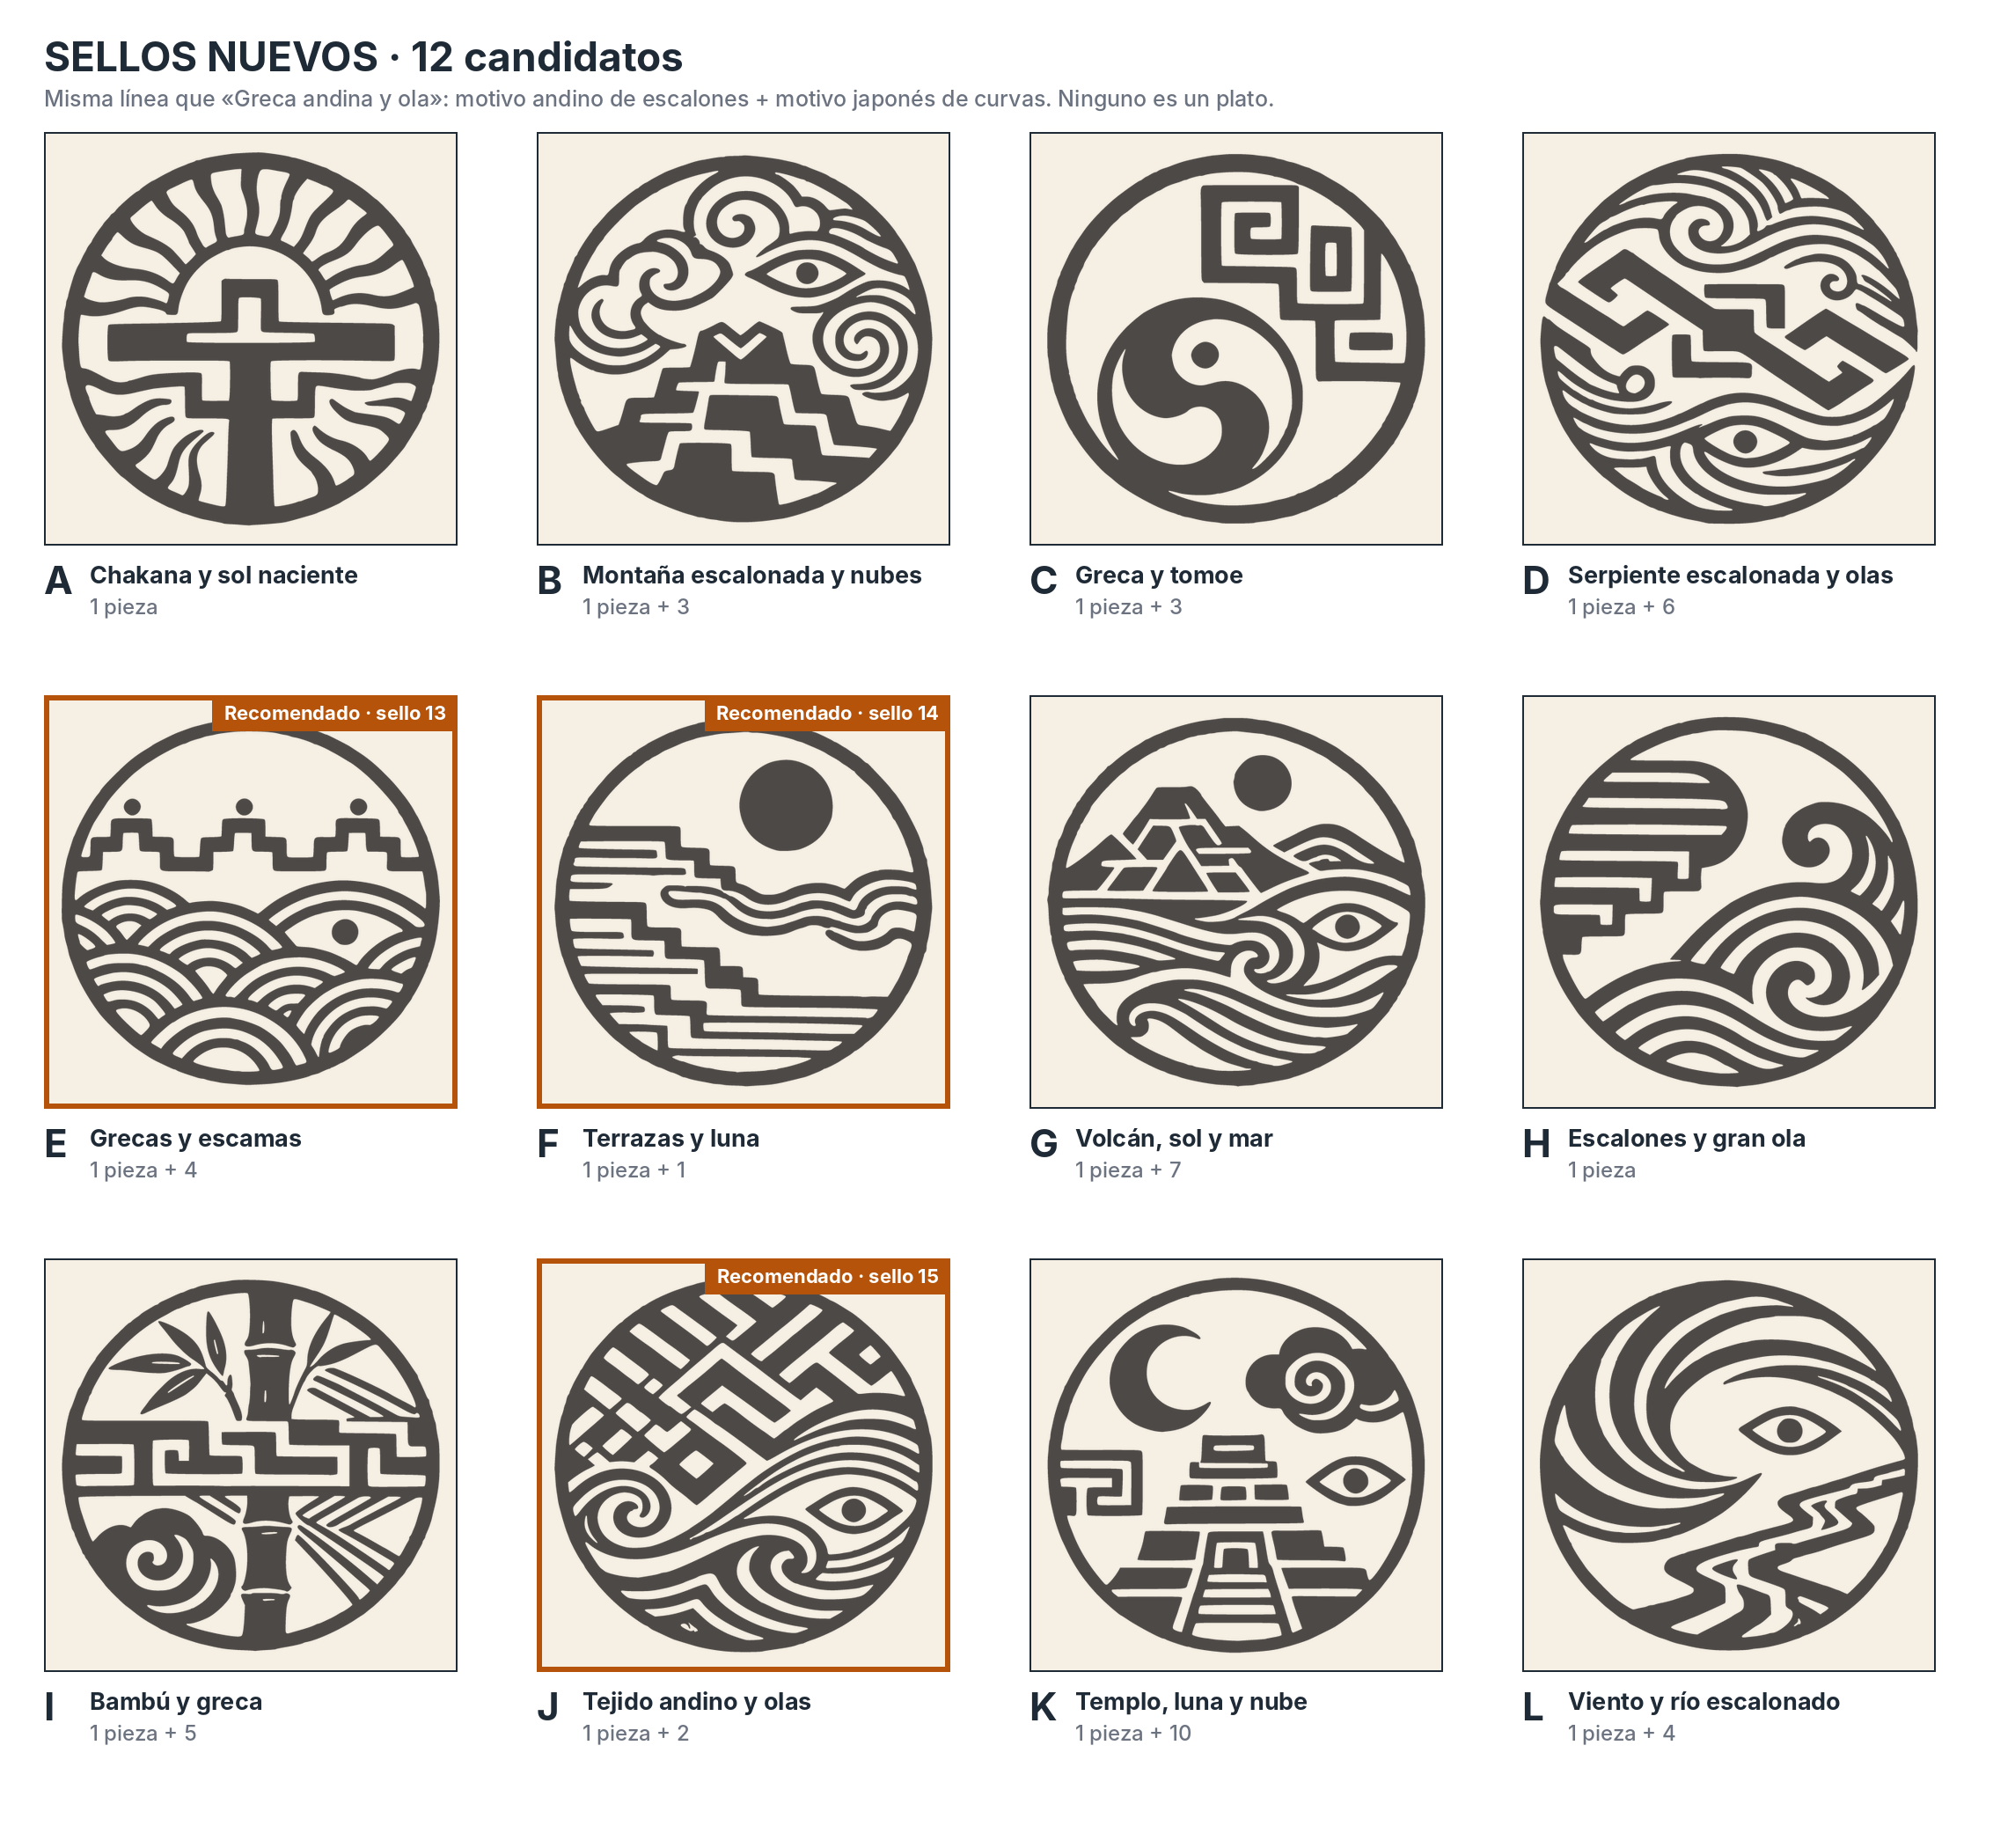 SELLOS NUEVOS · 12 candidatos
Misma línea que «Greca andina y ola»: motivo andino de escalones + motivo japonés de curvas. Ninguno es un plato.
A Chakana y sol naciente
1 pieza
B Montaña escalonada y nubes
1 pieza + 3
C Greca y tomoe
1 pieza + 3
D Serpiente escalonada y olas
1 pieza + 6
Recomendado · sello 13
E Grecas y escamas
1 pieza + 4
Recomendado · sello 14
F Terrazas y luna
1 pieza + 1
G Volcán, sol y mar
1 pieza + 7
H Escalones y gran ola
1 pieza
I Bambú y greca
1 pieza + 5
Recomendado · sello 15
J Tejido andino y olas
1 pieza + 2
K Templo, luna y nube
1 pieza + 10
L Viento y río escalonado
1 pieza + 4